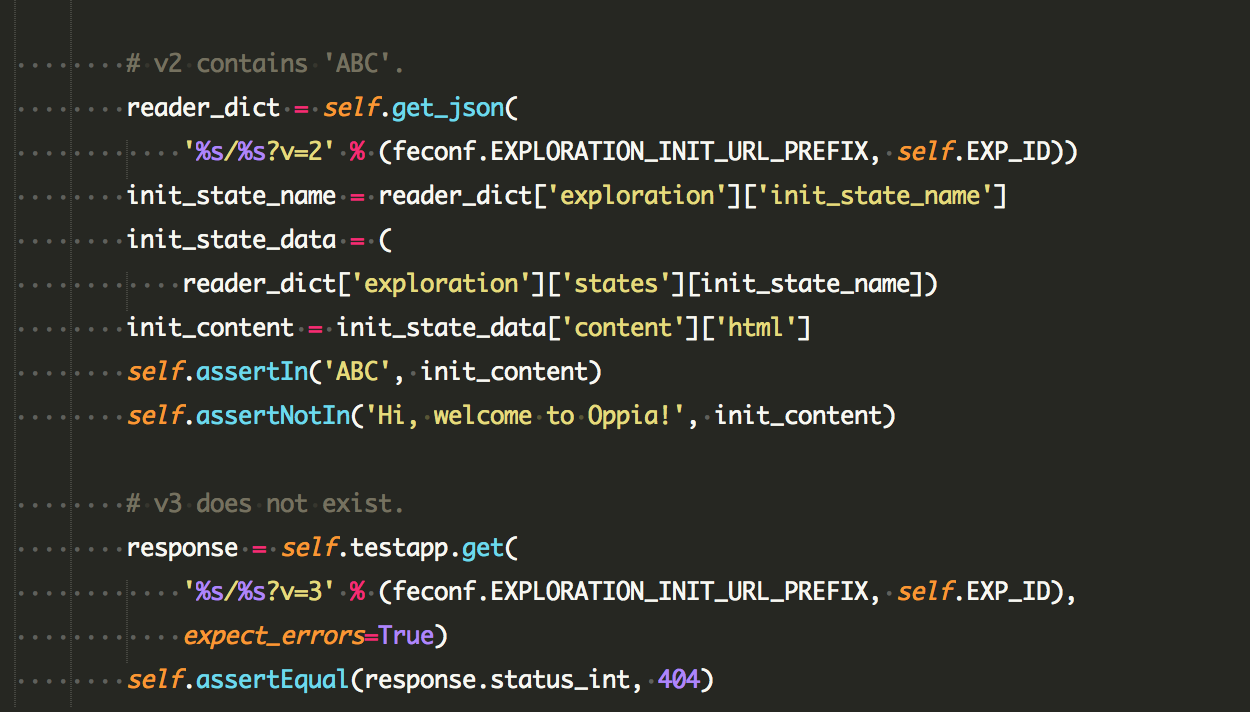 # v2 contains 'ABC'.
reader_dict = self.get_json(
'%s/%s?v=2' % (feconf.EXPLORATION_INIT_URL_PREFIX, self.EXP_ID))
init_state_name = reader_dict['exploration']['init_state_name']
init_state_data = (
reader_dict['exploration']['states'][init_state_name])
init_content = init_state_data['content']['html']
self.assertIn('ABC', init_content)
self.assertNotIn('Hi, welcome to Oppia!', init_content)

# v3 does not exist.
response = self.testapp.get(
'%s/%s?v=3' % (feconf.EXPLORATION_INIT_URL_PREFIX, self.EXP_ID),
expect_errors=True)
self.assertEqual(response.status_int, 404)